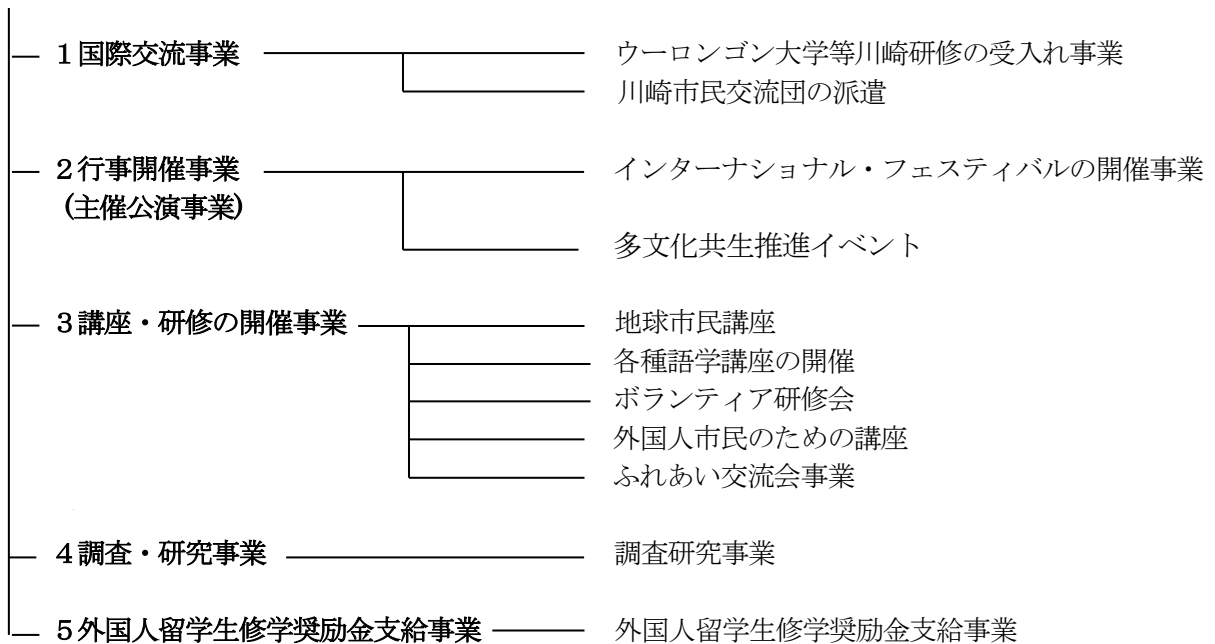 1国際交流事業 ウーロンゴン大学等川崎研修の受入れ事業
川崎市民交流団の派遣
2行事開催事業 インターナショナル・フェスティバルの開催事業
(主催公演事業)
多文化共生推進イベント
3講座・研修の開催事業 地球市民講座
各種語学講座の開催
ボランティア研修会
外国人市民のための講座
ふれあい交流会事業
4調査・研究事業 調査研究事業
5外国人留学生修学奨励金支給事業 外国人留学生修学奨励金支給事業